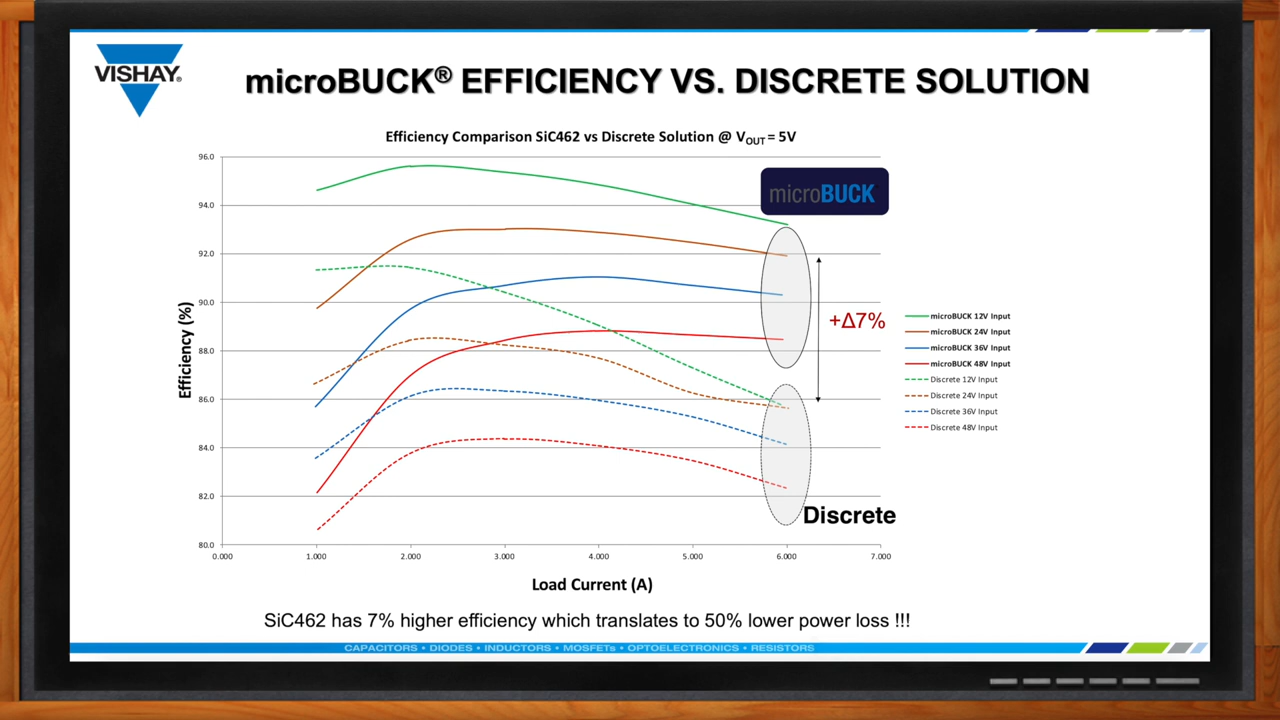 VISHAY®
microBUCK® EFFICIENCY VS. DISCRETE SOLUTION
Efficiency Comparison SiC462 vs Discrete Solution @ VOUT = 5V
96.0
94.0
92.0
90.0
88.0
86.0
84.0
82.0
80.0
Efficiency (%)
0.000 1.000 2.000 3.000 4.000 5.000 6.000 7.000
Load Current (A)
microBUCK
+Δ7%
Discrete
microBUCK 12V Input
microBUCK 24V Input
microBUCK 36V Input
microBUCK 48V Input
Discrete 12V Input
Discrete 24V Input
Discrete 36V Input
Discrete 48V Input
SiC462 has 7% higher efficiency which translates to 50% lower power loss !!!
CAPACITORS • DIODES • INDUCTORS • MOSFETs • OPTOELECTRONICS • RESISTORS